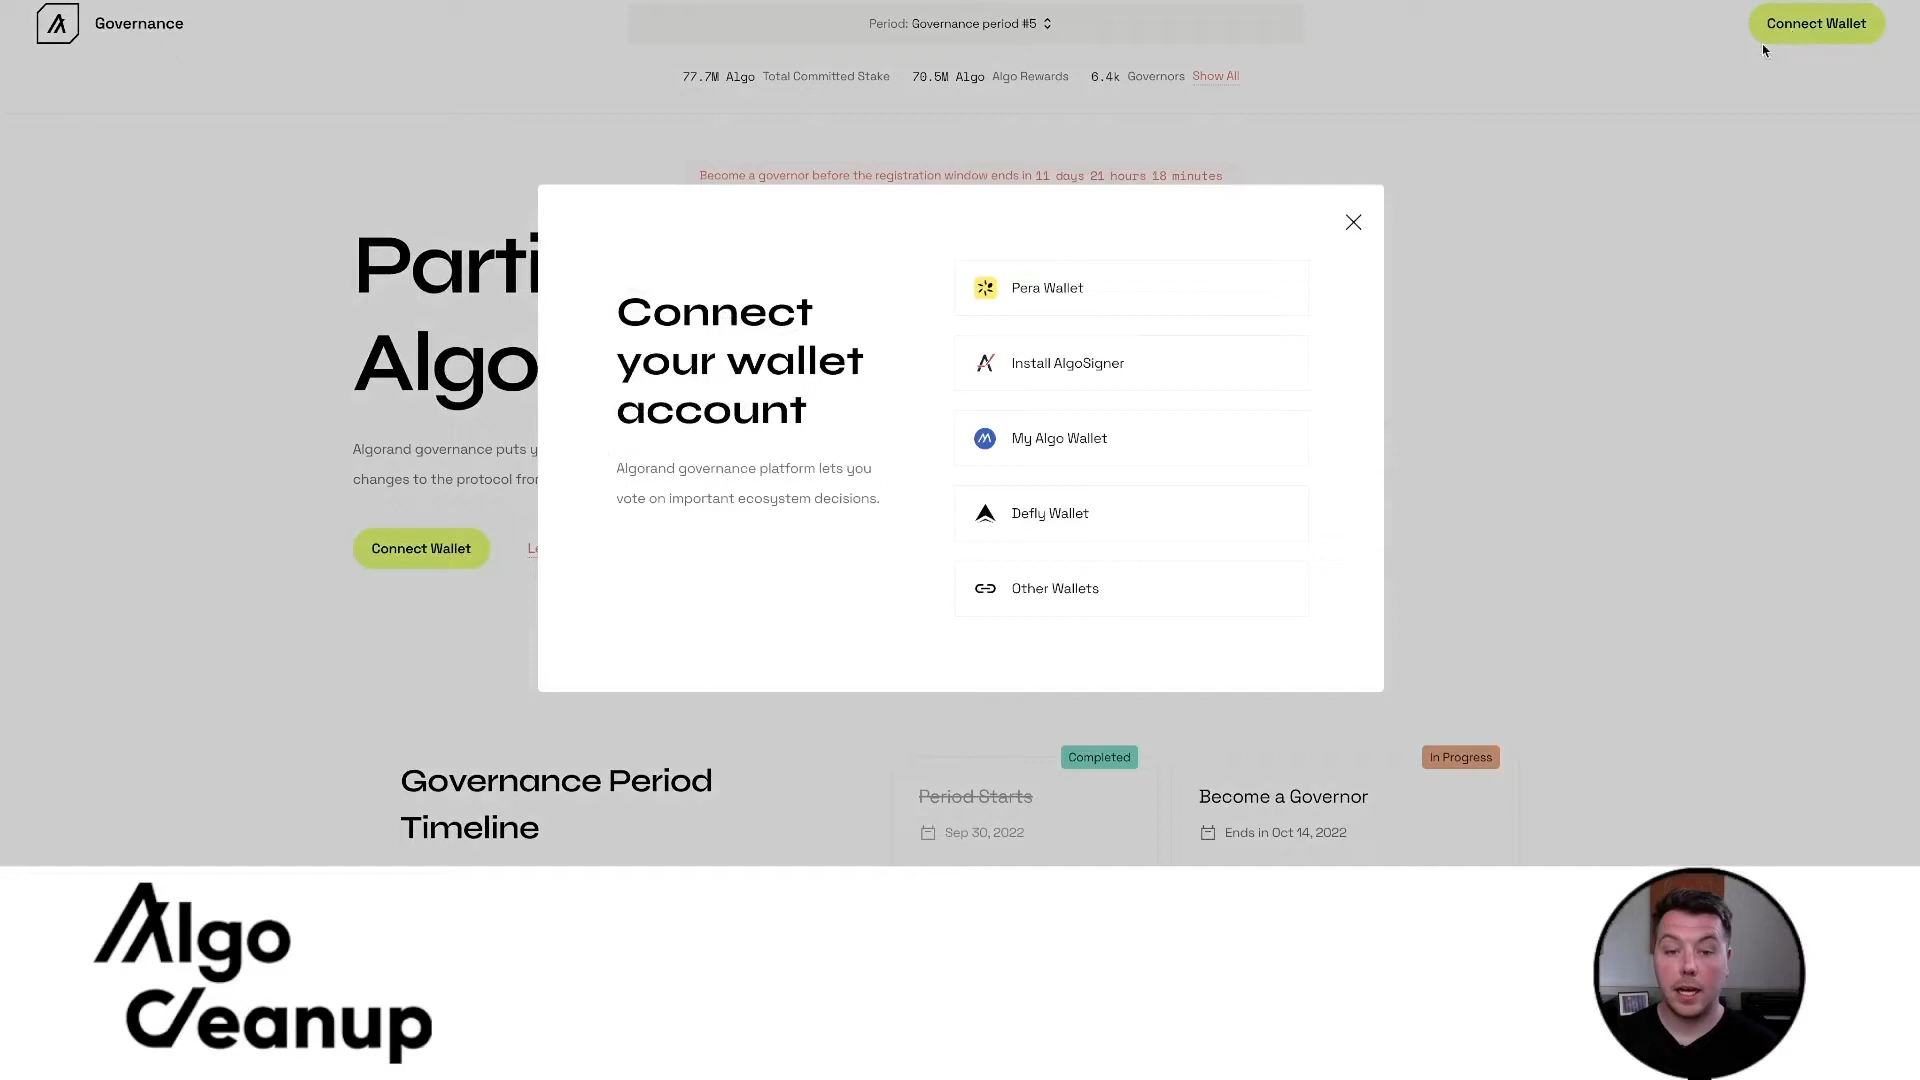 Governance
Period: Governance period #5
Connect Wallet
77.7M Algo Total Committed Stake 70.5M Algo Algo Rewards 6.4k Governors Show All
Become a governor before the registration window ends in 11 days 21 hours 18 minutes
Parti
Algo
Algorand governance puts y
changes to the protocol fro
Connect Wallet
Le
Connect
your wallet
account
Algorand governance platform lets you
vote on important ecosystem decisions.
Pera Wallet
Install AlgoSigner
My Algo Wallet
Defly Wallet
Other Wallets
Governance Period
Timeline
Completed
Period Starts
Sep 30, 2022
In Progress
Become a Governor
Ends in Oct 14, 2022
Algo
Cleanup